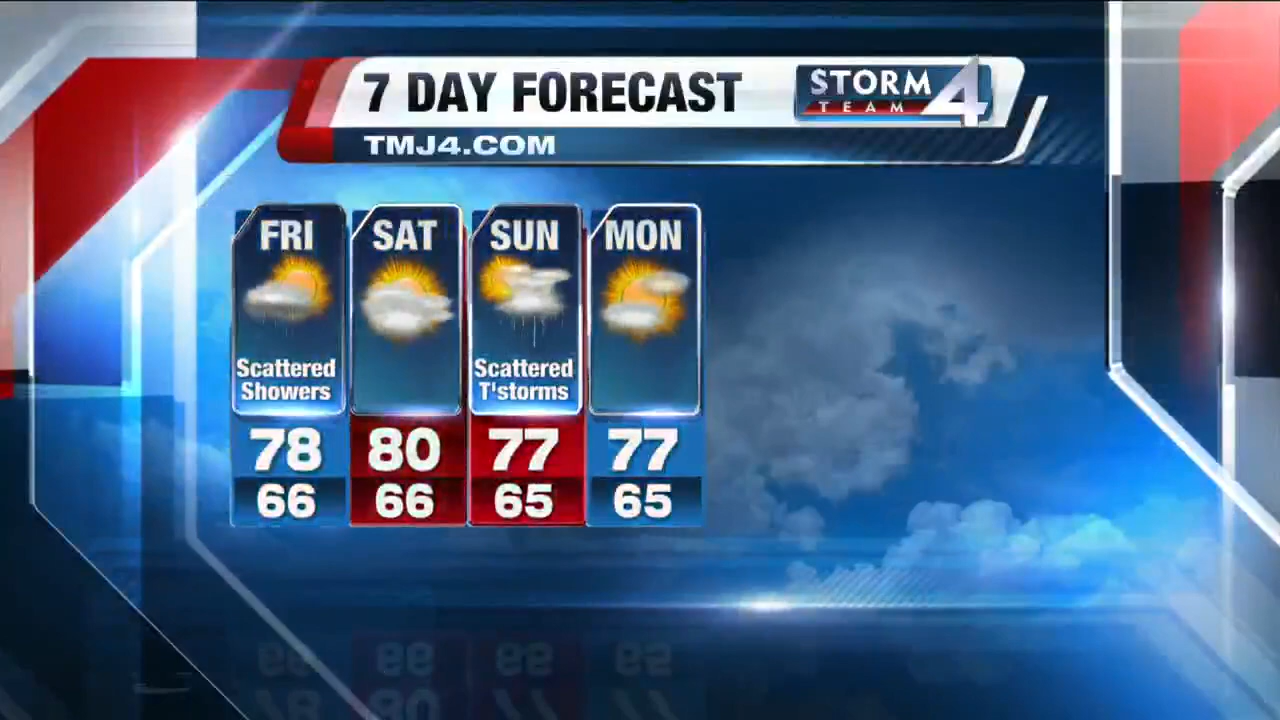 7 DAY FORECAST
STORM
TEAM 4
TMJ4.COM
FRI
SAT
SUN
MON
Scattered
Showers
Scattered
T'storms
78
80
77
77
66
66
65
65